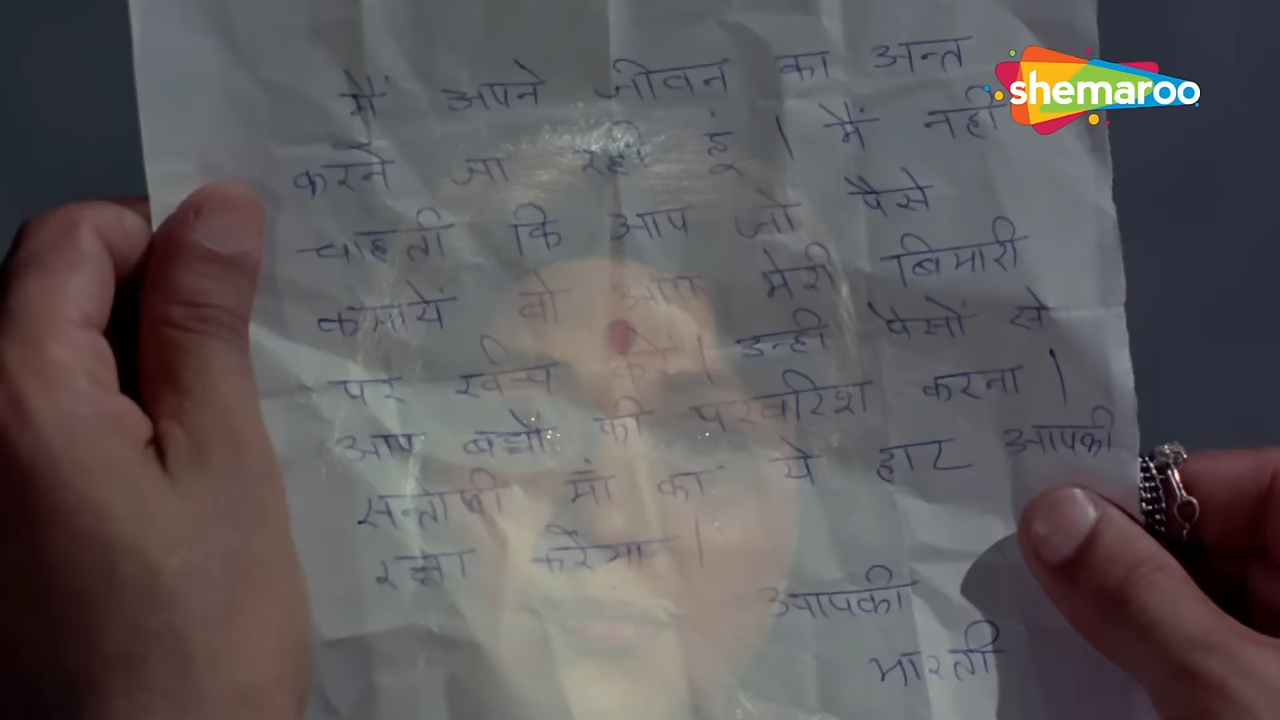 shemaroo
मैं अपने जीवन का अन्त
करने जा रही हूं । मैं नहीं
चाहती कि आप जो पैसे
कमायें वो आप मेरी बिमारी
पर खर्च करें । इन्ही पैसों से
आप बच्चों की परवरिश करना ।
सन्तोषी माँ का ये हार आपकी
रक्षा करेगा ।
आपकी
भारती